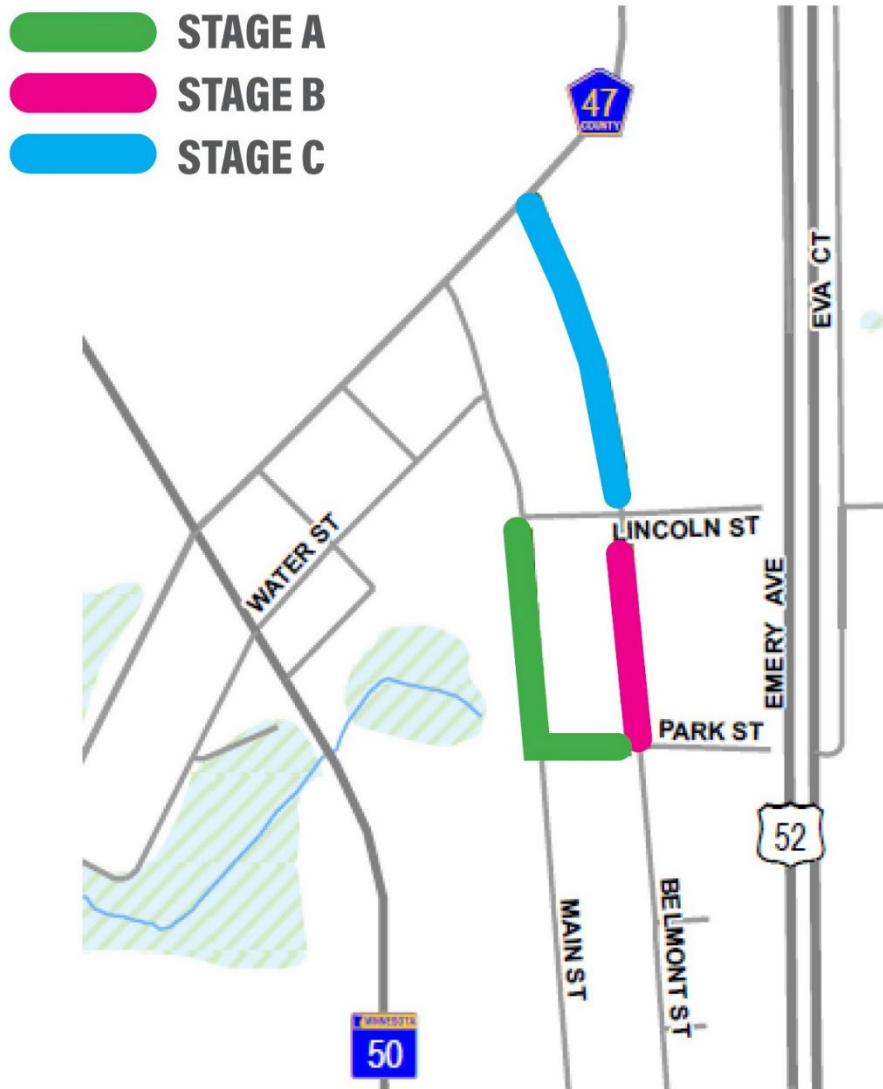 STAGE A
STAGE B
STAGE C
47
COUNTY
EVA CT
WATER ST
LINCOLN ST
EMERY AVE
PARK ST
52
MAIN ST
BELMONT ST
MINNESOTA
50